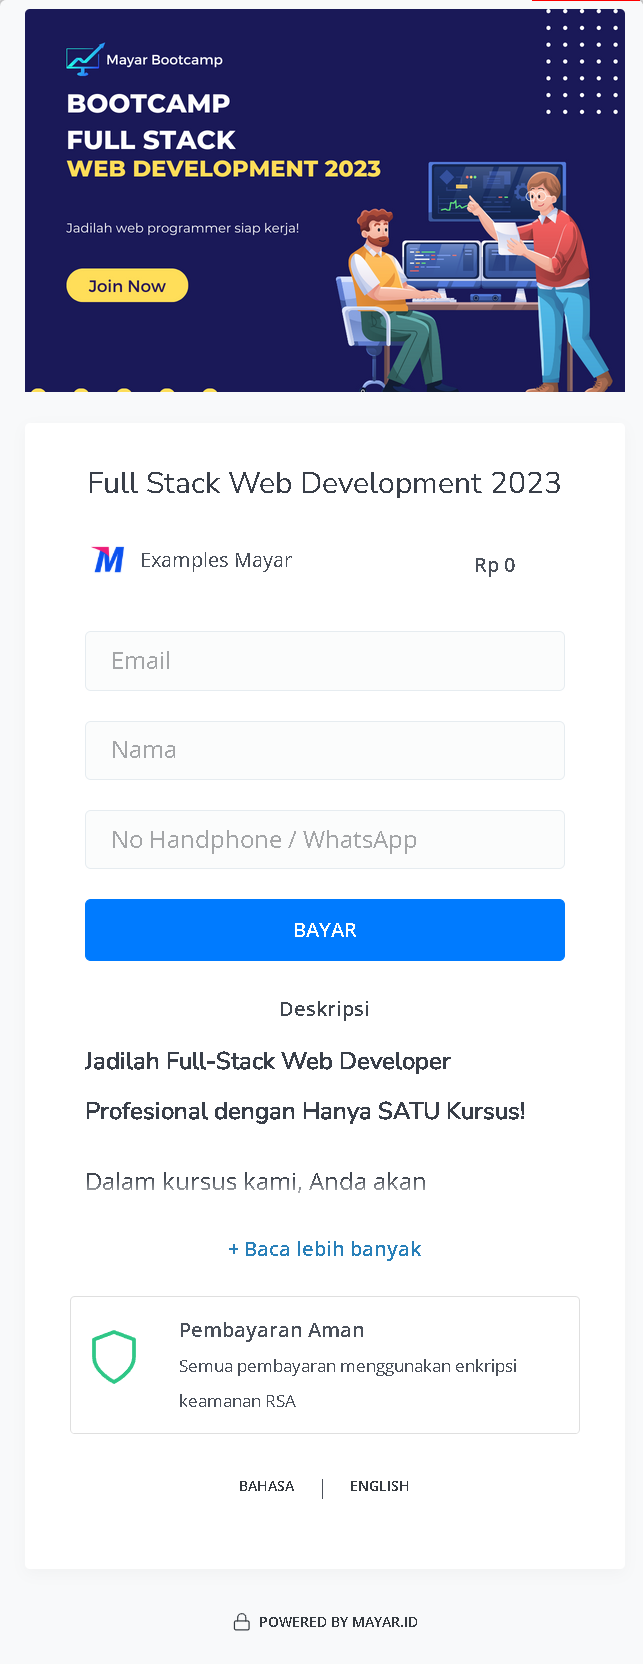 Mayar Bootcamp
BOOTCAMP
FULL STACK
WEB DEVELOPMENT 2023
Jadilah web programmer siap kerja!
Join Now
Full Stack Web Development 2023
Examples Mayar
Rp 0
Email
Nama
No Handphone / WhatsApp
BAYAR
Deskripsi
Jadilah Full-Stack Web Developer
Profesional dengan Hanya SATU Kursus!
Dalam kursus kami, Anda akan
+ Baca lebih banyak
Pembayaran Aman
Semua pembayaran menggunakan enkripsi
keamanan RSA
BAHASA | ENGLISH
POWERED BY MAYAR.ID